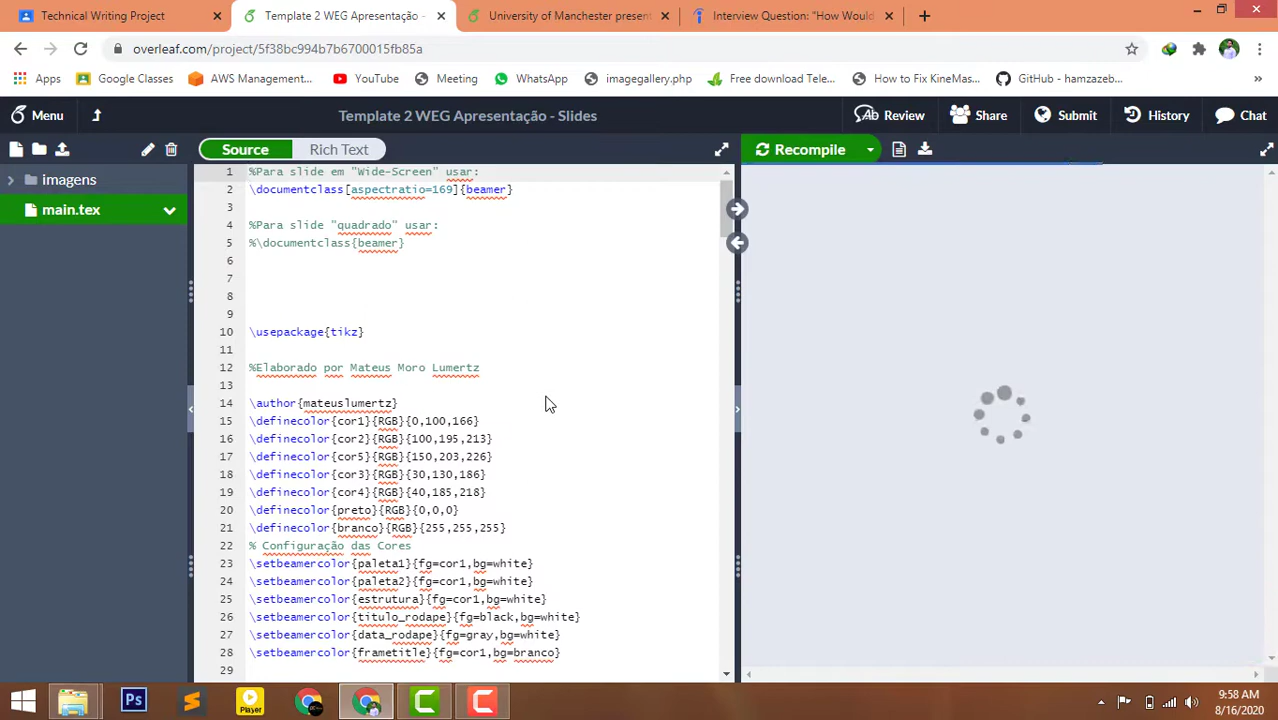 Technical Writing Project
Template 2 WEG Apresentação -
University of Manchester present
Interview Question: "How Would
overleaf.com/project/5f38bc994b7b6700015fb85a
Apps
Google Classes
AWS Management...
YouTube
Meeting
WhatsApp
imagegallery.php
Free download Tele...
How to Fix KineMas...
GitHub - hamzazeb...
»
Menu
Template 2 WEG Apresentação - Slides
Review
Share
Submit
History
Chat
Source
Rich Text
Recompile
imagens
main.tex
1 %Para slide em "Wide-Screen" usar:
2 \documentclass[aspectratio=169]{beamer}
3
4 %Para slide "quadrado" usar:
5 %\documentclass{beamer}
6
7
8
9
10 \usepackage{tikz}
11
12 %Elaborado por Mateus Moro Lumertz
13
14 \author{mateuslumertz}
15 \definecolor{cor1}{RGB}{0,100,166}
16 \definecolor{cor2}{RGB}{100,195,213}
17 \definecolor{cor5}{RGB}{150,203,226}
18 \definecolor{cor3}{RGB}{30,130,186}
19 \definecolor{cor4}{RGB}{40,185,218}
20 \definecolor{preto}{RGB}{0,0,0}
21 \definecolor{branco}{RGB}{255,255,255}
22 % Configuração das Cores
23 \setbeamercolor{paleta1}{fg=cor1,bg=white}
24 \setbeamercolor{paleta2}{fg=cor1,bg=white}
25 \setbeamercolor{estrutura}{fg=cor1,bg=white}
26 \setbeamercolor{titulo_rodape}{fg=black,bg=white}
27 \setbeamercolor{data_rodape}{fg=gray,bg=white}
28 \setbeamercolor{frametitle}{fg=cor1,bg=branco}
29
Ps
Player
9:58 AM
8/16/2020